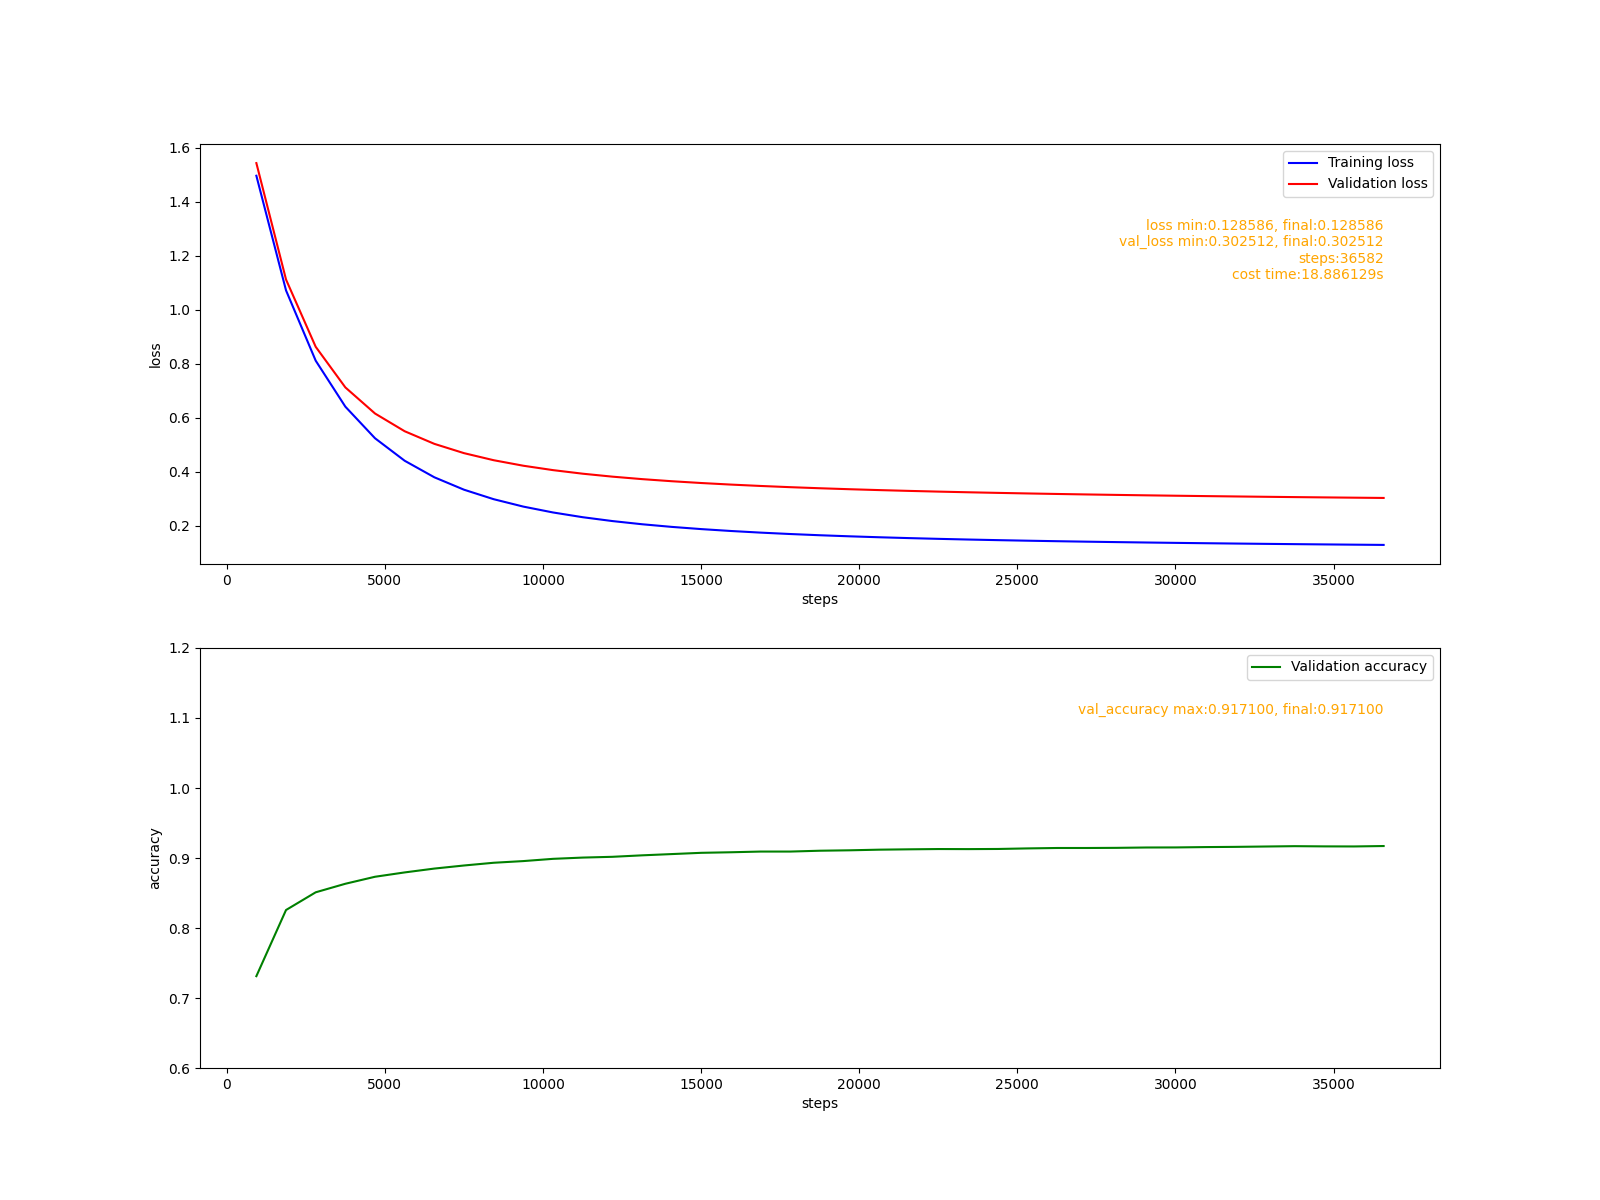 1.6
1.4
1.2
1.0
0.8
0.6
0.4
0.2
loss
Training loss
Validation loss
loss min:0.128586, final:0.128586
val_loss min:0.302512, final:0.302512
steps:36582
cost time:18.886129s
0 5000 10000 15000 20000 25000 30000 35000
steps
1.2
1.1
1.0
0.9
0.8
0.7
0.6
accuracy
Validation accuracy
val_accuracy max:0.917100, final:0.917100
0 5000 10000 15000 20000 25000 30000 35000
steps